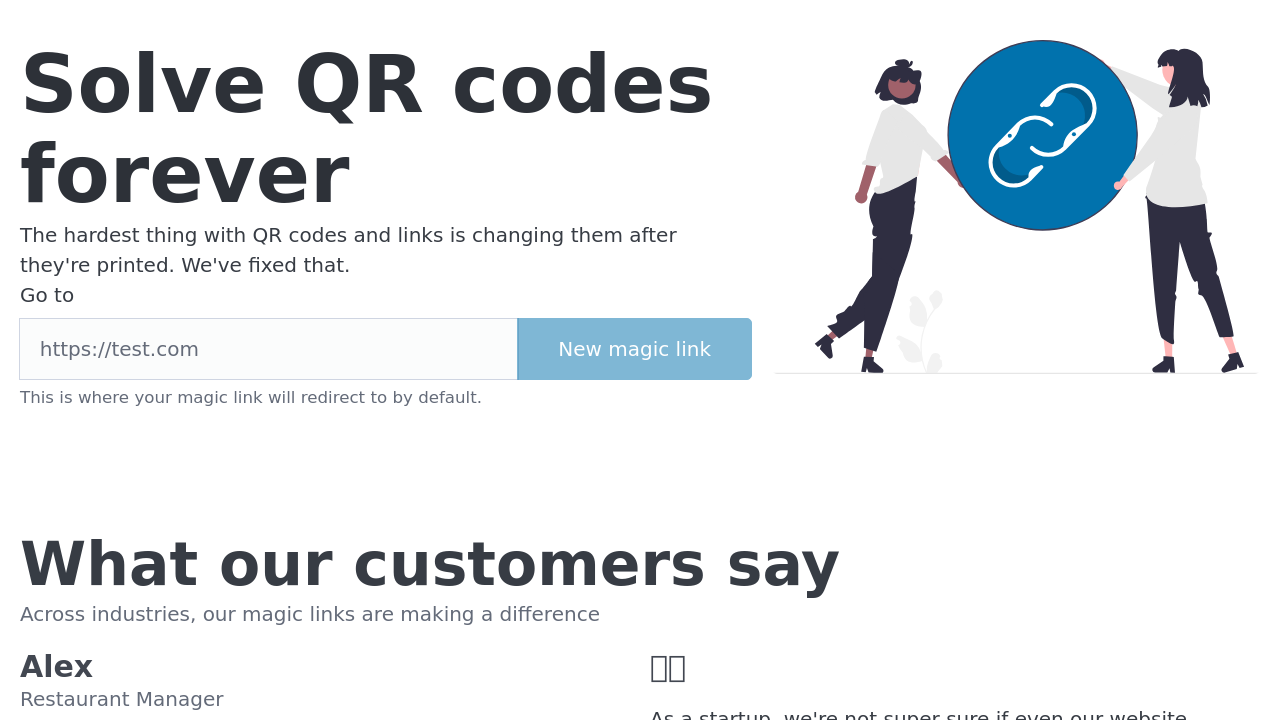 Solve QR codes
forever
The hardest thing with QR codes and links is changing them after
they're printed. We've fixed that.
Go to
https://test.com
New magic link
This is where your magic link will redirect to by default.
What our customers say
Across industries, our magic links are making a difference
Alex
Restaurant Manager
As a startup, we're not super sure if even our website